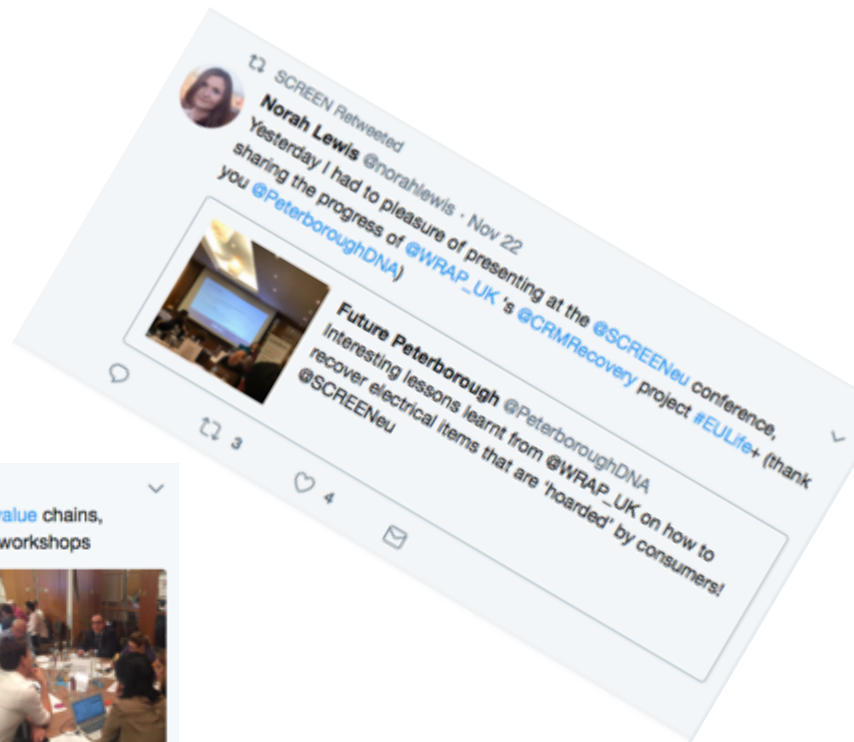 SCREEN Retweeted
Norah Lewis @norahlewis · Nov 22
Yesterday I had to pleasure of presenting at the @SCREENeu conference,
sharing the progress of @WRAP_UK 's @CRMRecovery project #EULife+ (thank
you @PeterboroughDNA)
Future Peterborough @PeterboroughDNA
Interesting lessons learnt from @WRAP_UK on how to
recover electrical items that are 'hoarded' by consumers!
@SCREENeu
3
4
value chains,
workshops